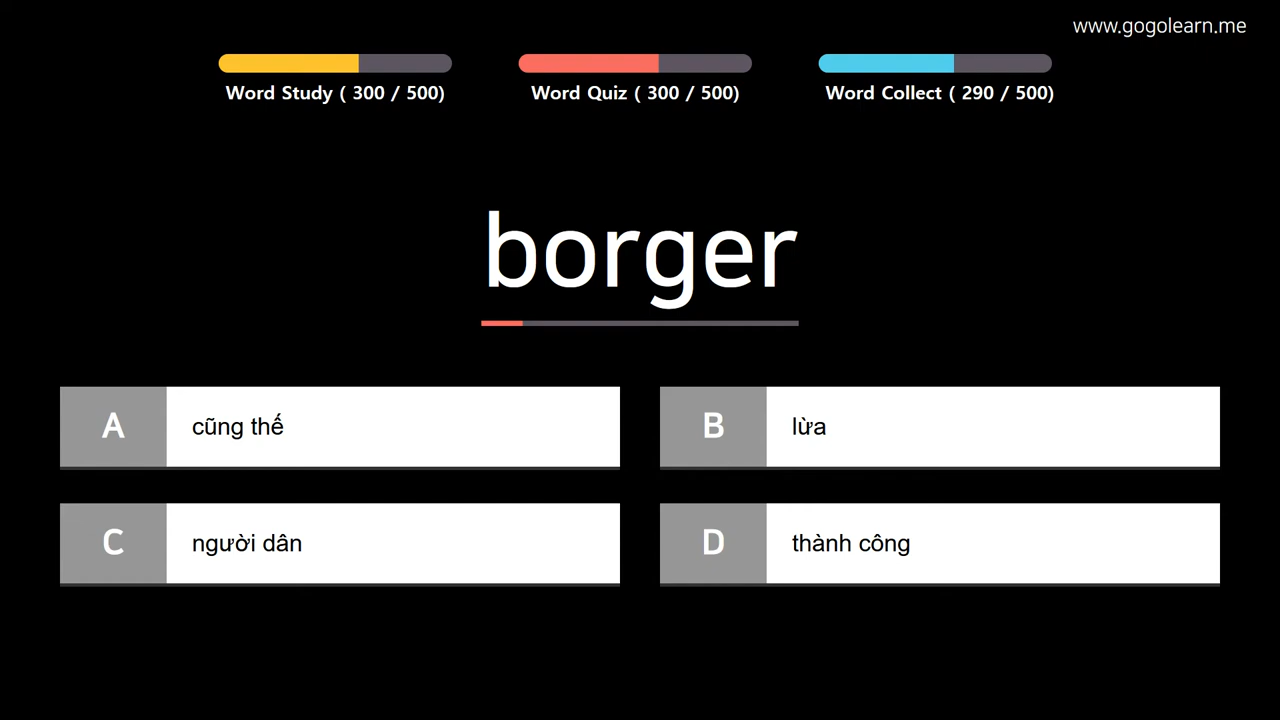 www.gogolearn.me
Word Study ( 300 / 500)
Word Quiz ( 300 / 500)
Word Collect ( 290 / 500)
borger
A
cũng thế
B
lừa
C
người dân
D
thành công